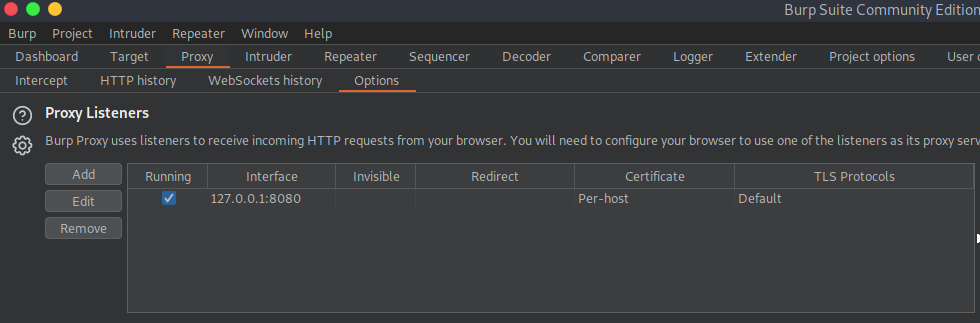 Burp Suite Community Edition
Burp Project Intruder Repeater Window Help
Dashboard Target Proxy Intruder Repeater Sequencer Decoder Comparer Logger Extender Project options User
Intercept HTTP history WebSockets history Options
Proxy Listeners
Burp Proxy uses listeners to receive incoming HTTP requests from your browser. You will need to configure your browser to use one of the listeners as its proxy
Add
Running Interface Invisible Redirect Certificate TLS Protocols
127.0.0.1:8080 Per-host Default
Edit
Remove